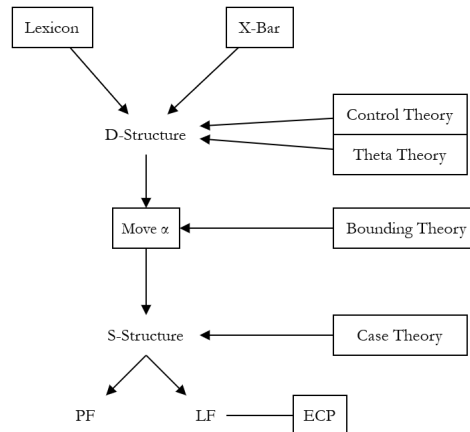 Lexicon
X-Bar
Control Theory
D-Structure
Theta Theory
Move α
Bounding Theory
S-Structure
Case Theory
PF
LF
ECP